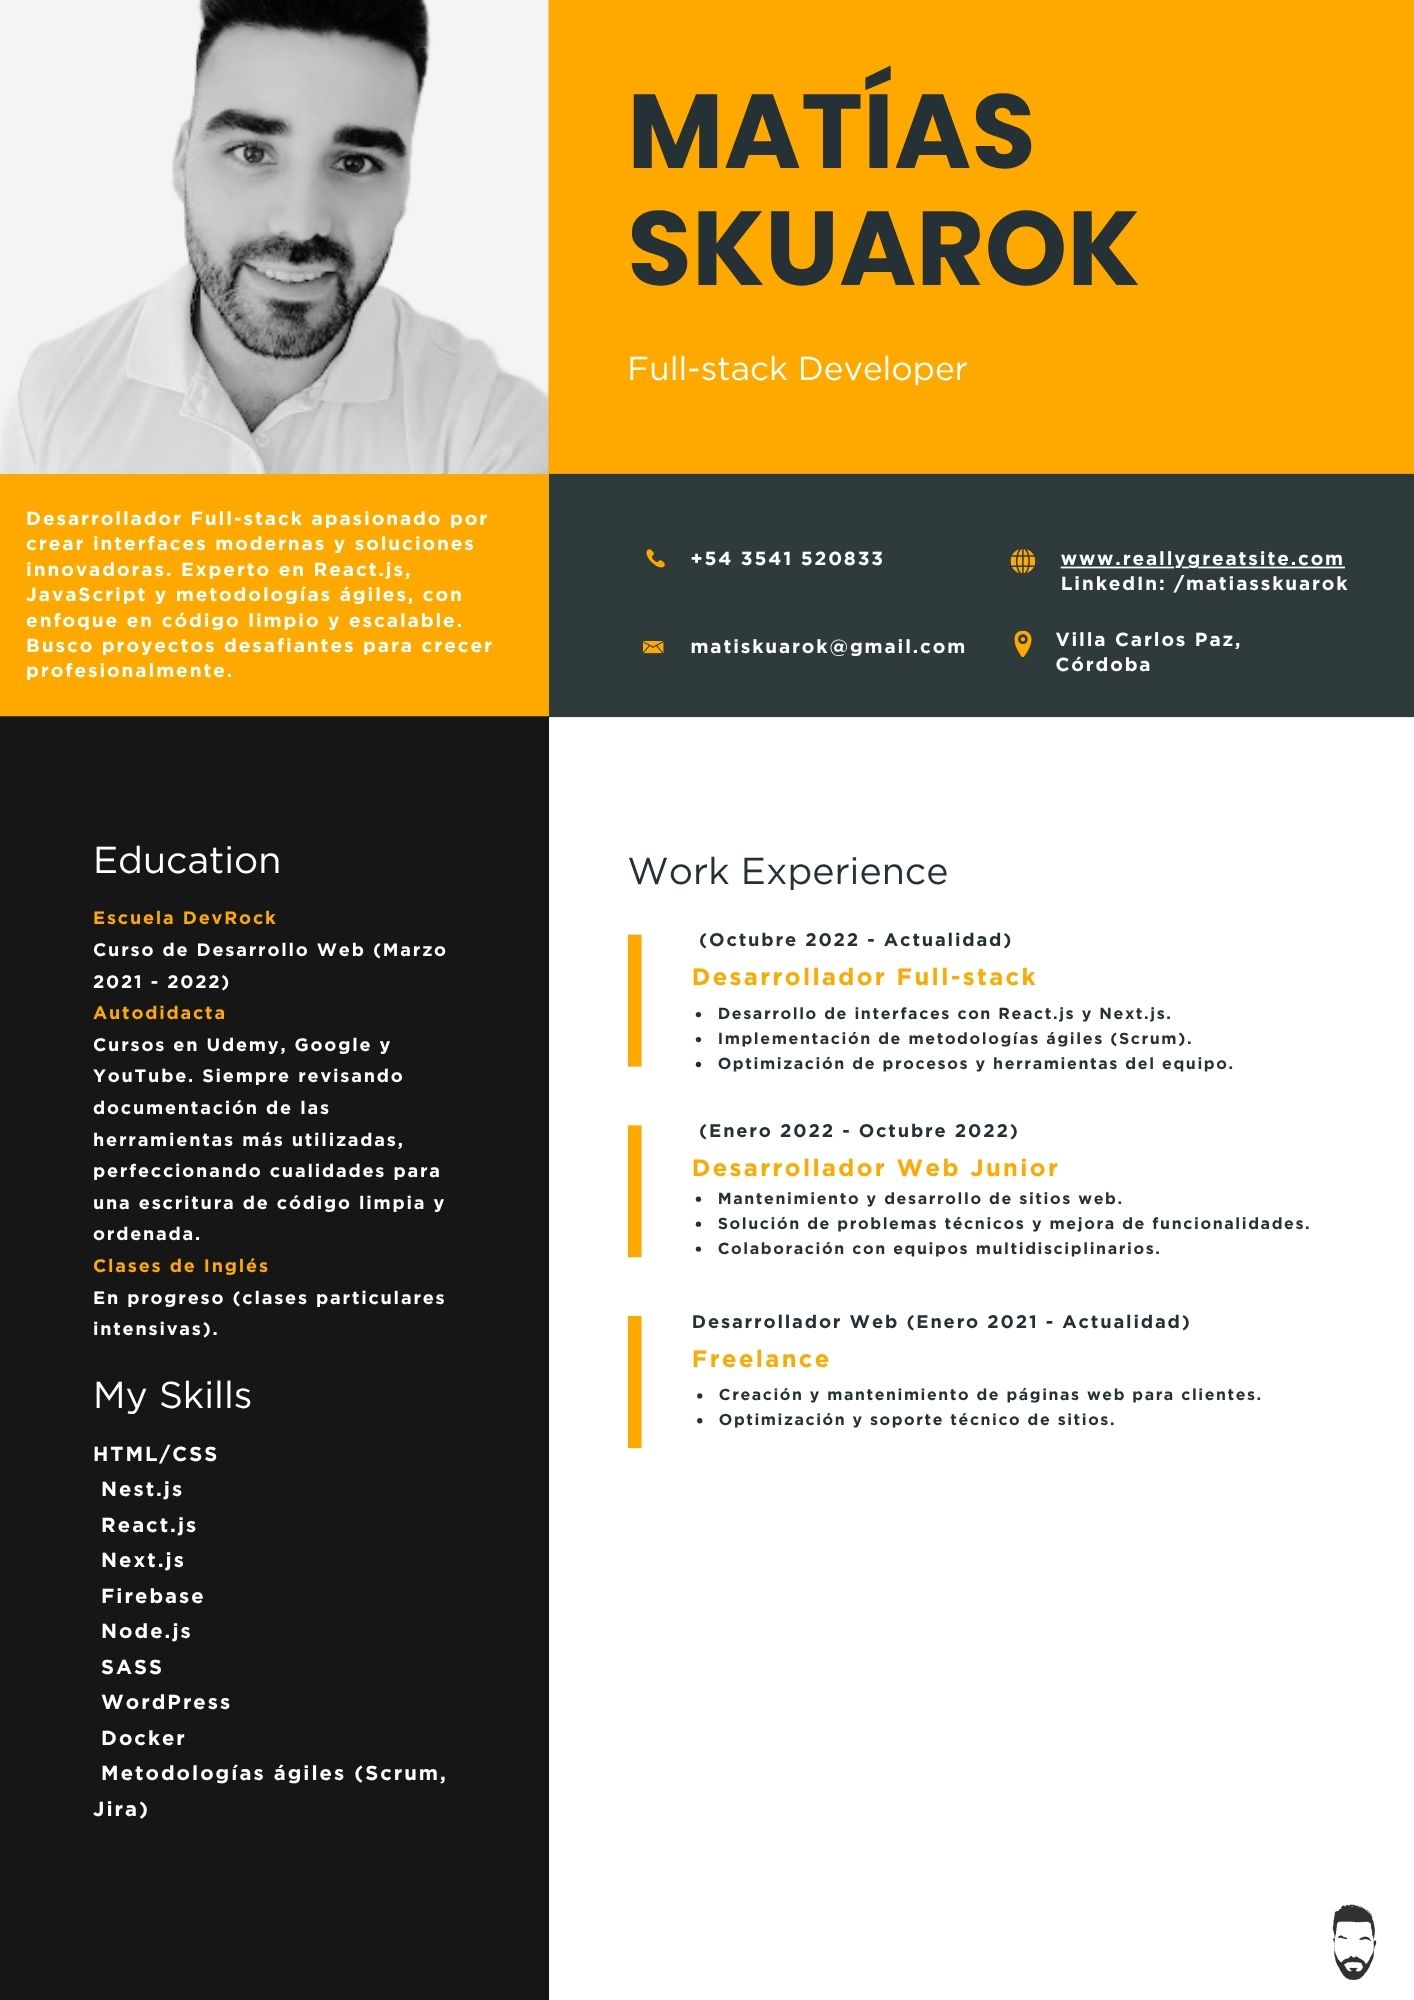 MATÍAS
SKUAROK
Full-stack Developer
Desarrollador Full-stack apasionado por
crear interfaces modernas y soluciones
innovadoras. Experto en React.js,
JavaScript y metodologías ágiles, con
enfoque en código limpio y escalable.
Busco proyectos desafiantes para crecer
profesionalmente.
+54 3541 520833
matiskuarok@gmail.com
www.reallygreatsite.com
LinkedIn: /matiasskuarok
Villa Carlos Paz,
Córdoba
Education
Escuela DevRock
Curso de Desarrollo Web (Marzo
2021 - 2022)
Autodidacta
Cursos en Udemy, Google y
YouTube. Siempre revisando
documentación de las
herramientas más utilizadas,
perfeccionando cualidades para
una escritura de código limpia y
ordenada.
Clases de Inglés
En progreso (clases particulares
intensivas).
My Skills
HTML/CSS
Nest.js
React.js
Next.js
Firebase
Node.js
SASS
WordPress
Docker
Metodologías ágiles (Scrum,
Jira)
Work Experience
(Octubre 2022 - Actualidad)
Desarrollador Full-stack
• Desarrollo de interfaces con React.js y Next.js.
• Implementación de metodologías ágiles (Scrum).
• Optimización de procesos y herramientas del equipo.
(Enero 2022 - Octubre 2022)
Desarrollador Web Junior
• Mantenimiento y desarrollo de sitios web.
• Solución de problemas técnicos y mejora de funcionalidades.
• Colaboración con equipos multidisciplinarios.
Desarrollador Web (Enero 2021 - Actualidad)
Freelance
• Creación y mantenimiento de páginas web para clientes.
• Optimización y soporte técnico de sitios.